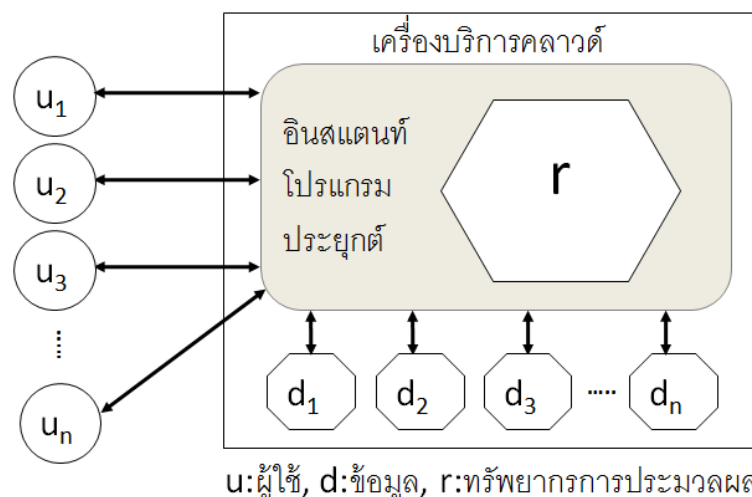 เครื่องบริการคลาวด์
u1
u2
u3
un
อินสแตนท์
โปรแกรม
ประยุกต์
r
d1
d2
d3
.....
dn
u:ผู้ใช้, d:ข้อมูล, r:ทรัพยากรการประมวลผล